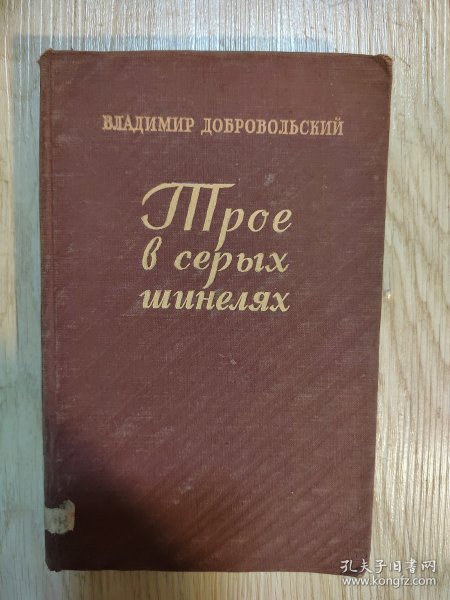 ВЛАДИМИР ДОБРОВОЛЬСКИЙ
Трое
в серых
шинелях
孔夫子旧书网
www.kongfz.com